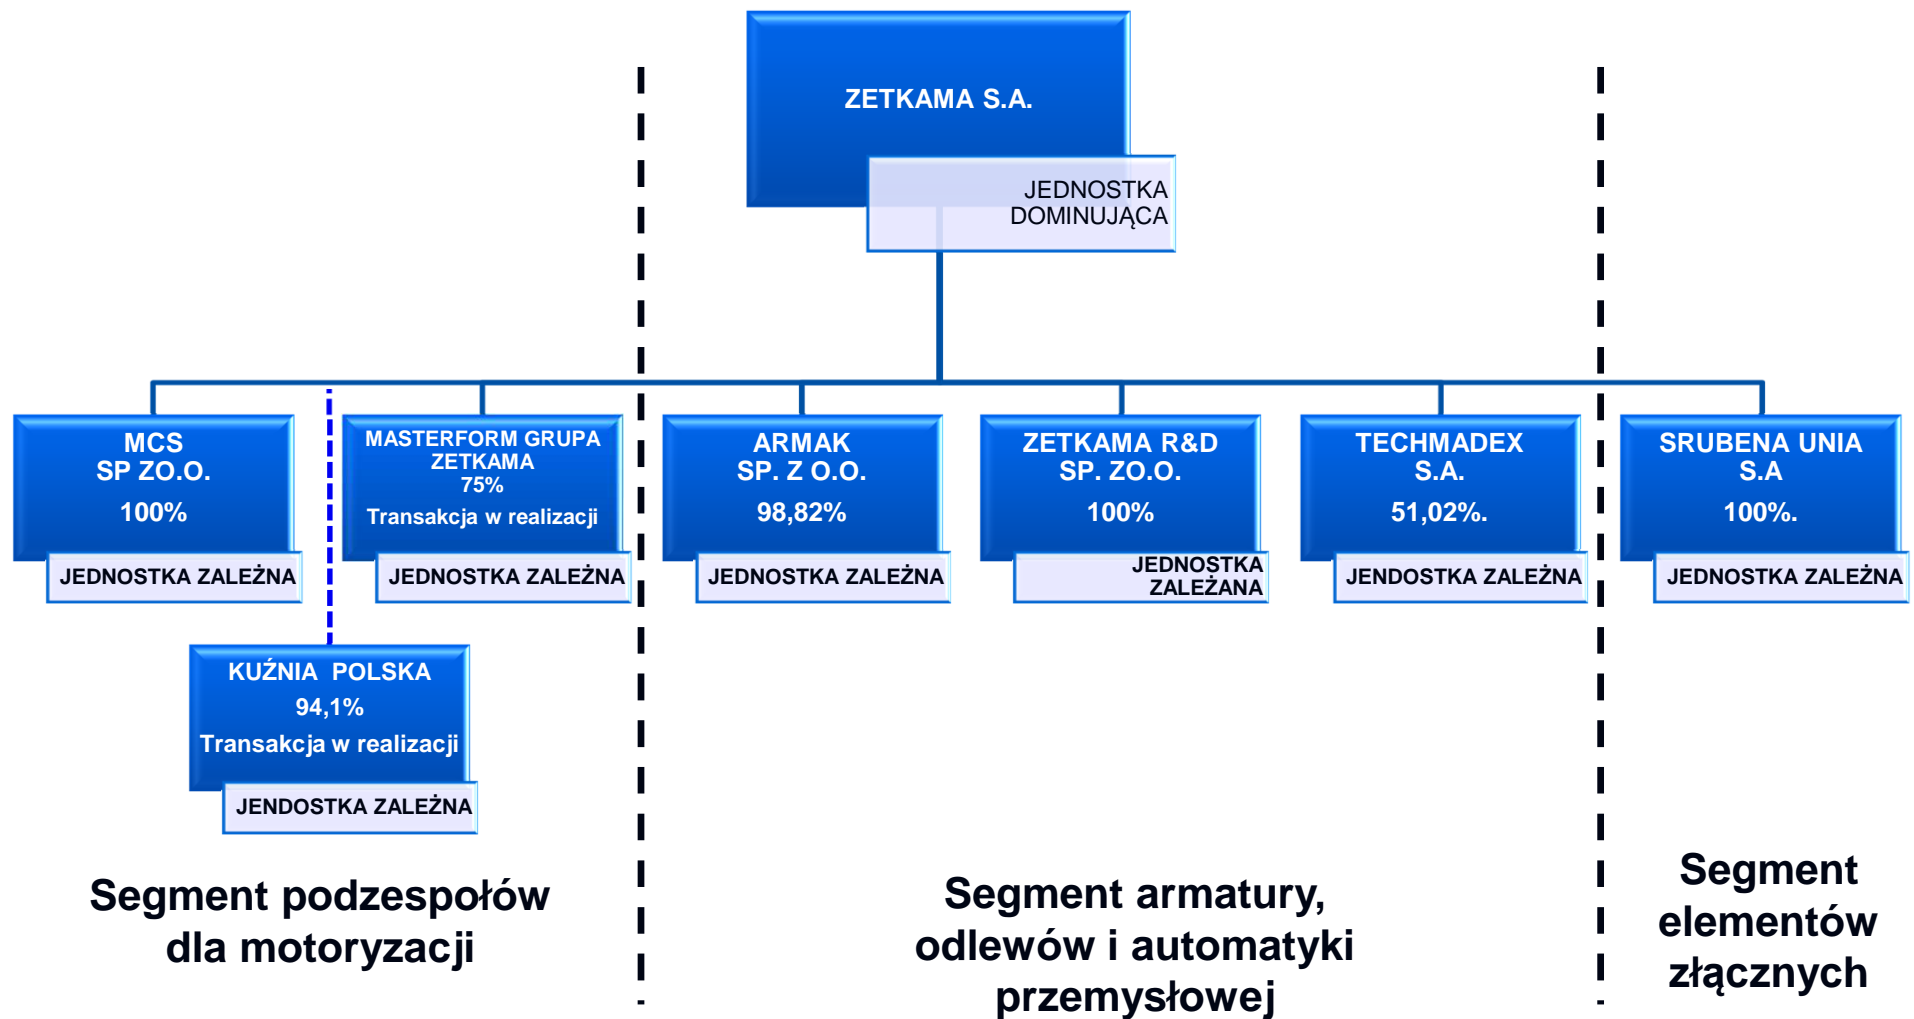 ZETKAMA S.A.
JEDNOSTKA
DOMINUJĄCA
MCS
SP ZO.O.
100%
JEDNOSTKA ZALEŻNA
MASTERFORM GRUPA
ZETKAMA
75%
Transakcja w realizacji
JEDNOSTKA ZALEŻNA
ARMAK
SP. Z O.O.
98,82%
JEDNOSTKA ZALEŻNA
ZETKAMA R&D
SP. ZO.O.
100%
JEDNOSTKA
ZALEŻANA
TECHMADEX
S.A.
51,02%.
JENDOSTKA ZALEŻNA
SRUBENA UNIA
S.A
100%.
JEDNOSTKA ZALEŻNA
KUŹNIA POLSKA
94,1%
Transakcja w realizacji
JENDOSTKA ZALEŻNA
Segment podzespołów
dla motoryzacji
Segment armatury,
odlewów i automatyki
przemysłowej
Segment
elementów
złącznych